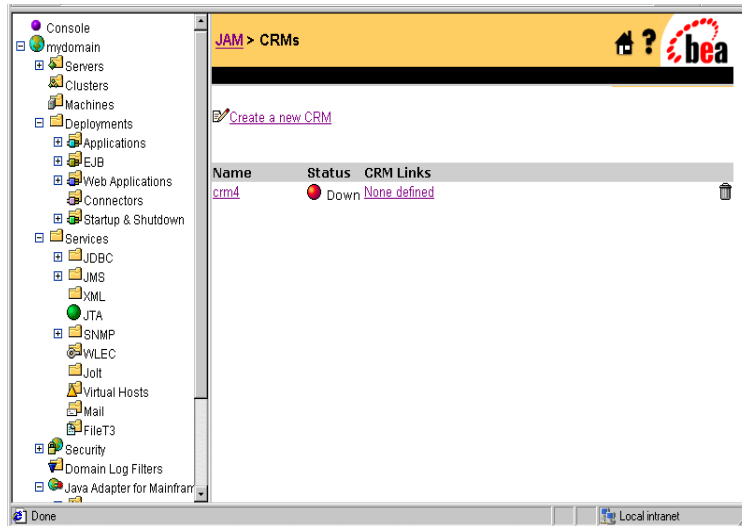 Console
mydomain
Servers
Clusters
Machines
Deployments
Applications
EJB
Web Applications
Connectors
Startup & Shutdown
Services
JDBC
JMS
XML
JTA
SNMP
WLEC
Jolt
Virtual Hosts
Mail
FileT3
Security
Domain Log Filters
Java Adapter for Mainfram
JAM > CRMs
?
bea
Create a new CRM
Name Status CRM Links
crm4 Down None defined
Done
Local intranet